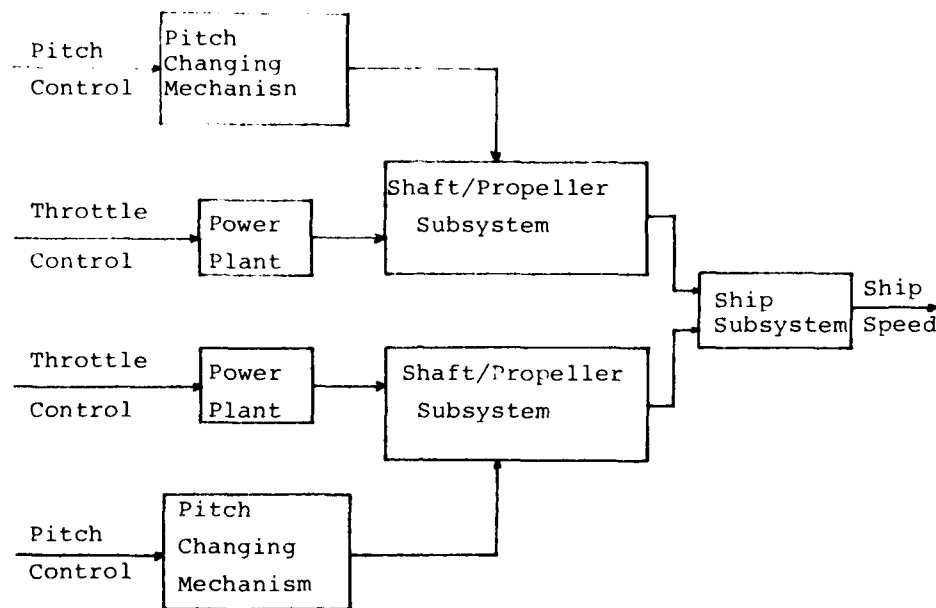 Pitch
Control
Pitch
Changing
Mechanisn
Throttle
Control
Power
Plant
Shaft/Propeller
Subsystem
Ship
Subsystem
Ship
Speed
Throttle
Control
Power
Plant
Shaft/Propeller
Subsystem
Pitch
Control
Pitch
Changing
Mechanism